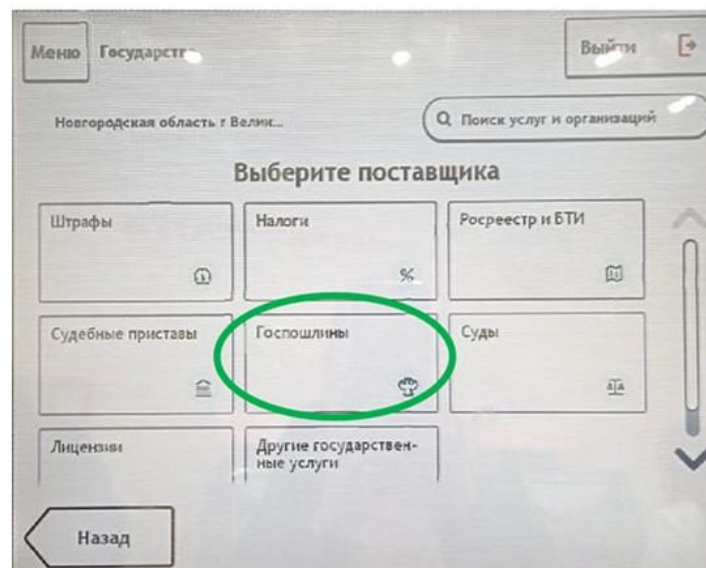 Меню
Государство
Выйти
Новгородская область г Велик...
Поиск услуг и организаций
Выберите поставщика
Штрафы
Налоги
Росреестр и БТИ
Судебные приставы
Госпошлины
Суды
Лицензии
Другие государствен-
ные услуги
Назад